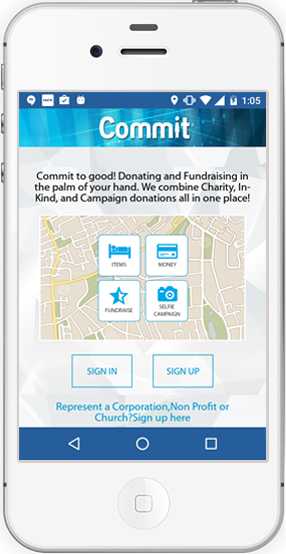 1:05
Commit
Commit to good! Donating and Fundraising in
the palm of your hand. We combine Charity, In-
Kind, and Campaign donations all in one place!
ITEMS
MONEY
FUNDRAISE
SELFIE
CAMPAIGN
SIGN IN
SIGN UP
Represent a Corporation,Non Profit or
Church?Sign up here